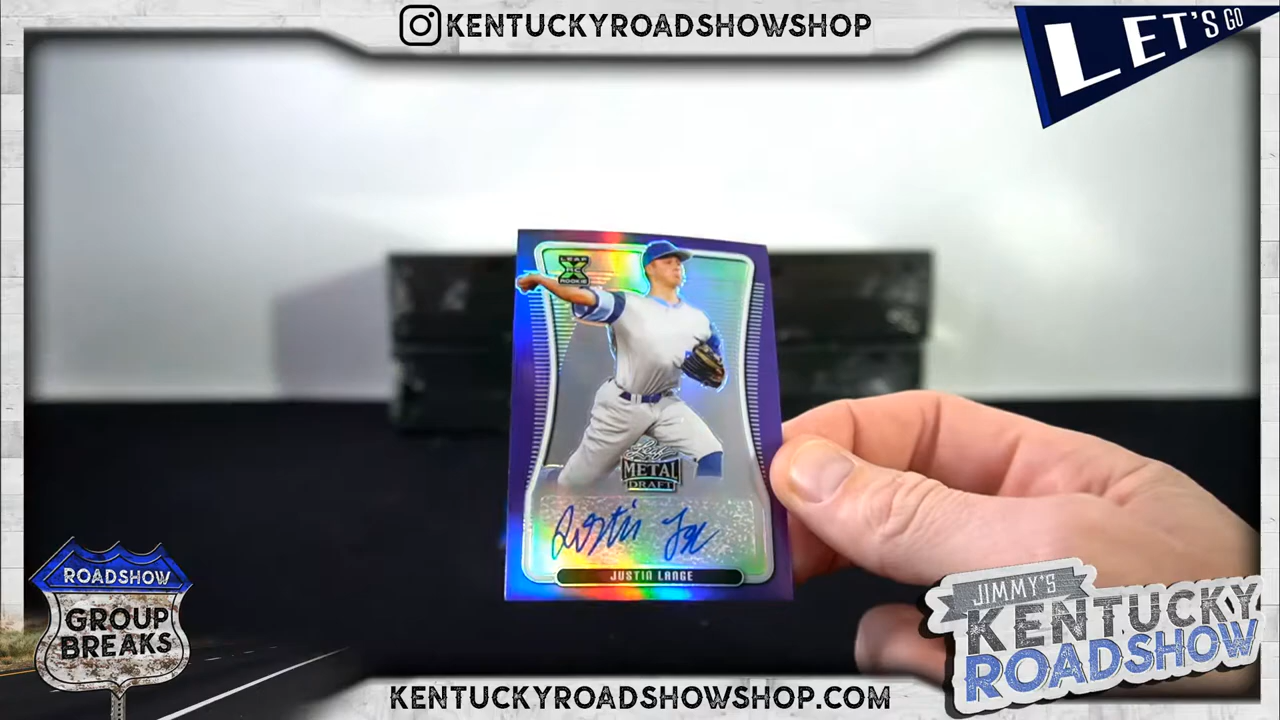 KENTUCKYROADSHOWSHOP
LET'S GO
LEAF
ROOKIE
Leaf
METAL
DRAFT
JUSTIN LANGE
ROADSHOW
GROUP
BREAKS
JIMMY'S
KENTUCKY
ROADSHOW
KENTUCKYROADSHOWSHOP.COM